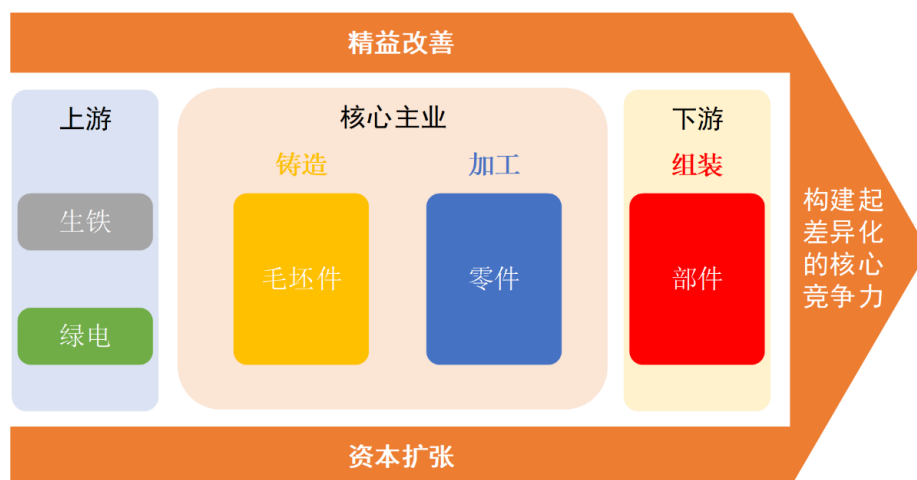 精益改善
上游
核心主业
下游
铸造
加工
组装
生铁
绿电
毛坯件
零件
部件
构建起
差异化
的核心
竞争力
资本扩张